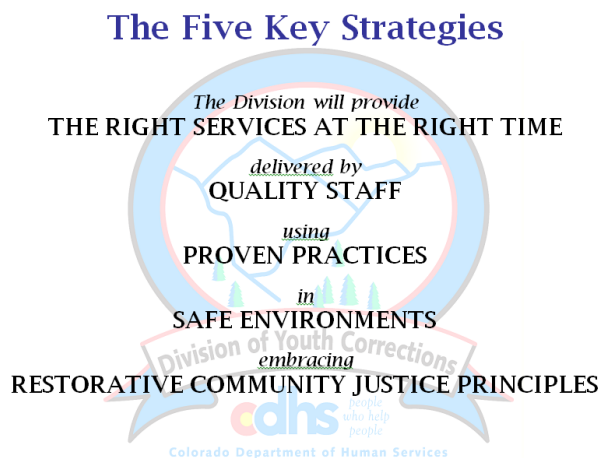 The Five Key Strategies
The Division will provide
THE RIGHT SERVICES AT THE RIGHT TIME
delivered by
QUALITY STAFF
using
PROVEN PRACTICES
in
SAFE ENVIRONMENTS
Division of Youth Corrections
embracing
RESTORATIVE COMMUNITY JUSTICE PRINCIPLES
cdhs
people
who help
people
Colorado Department of Human Services